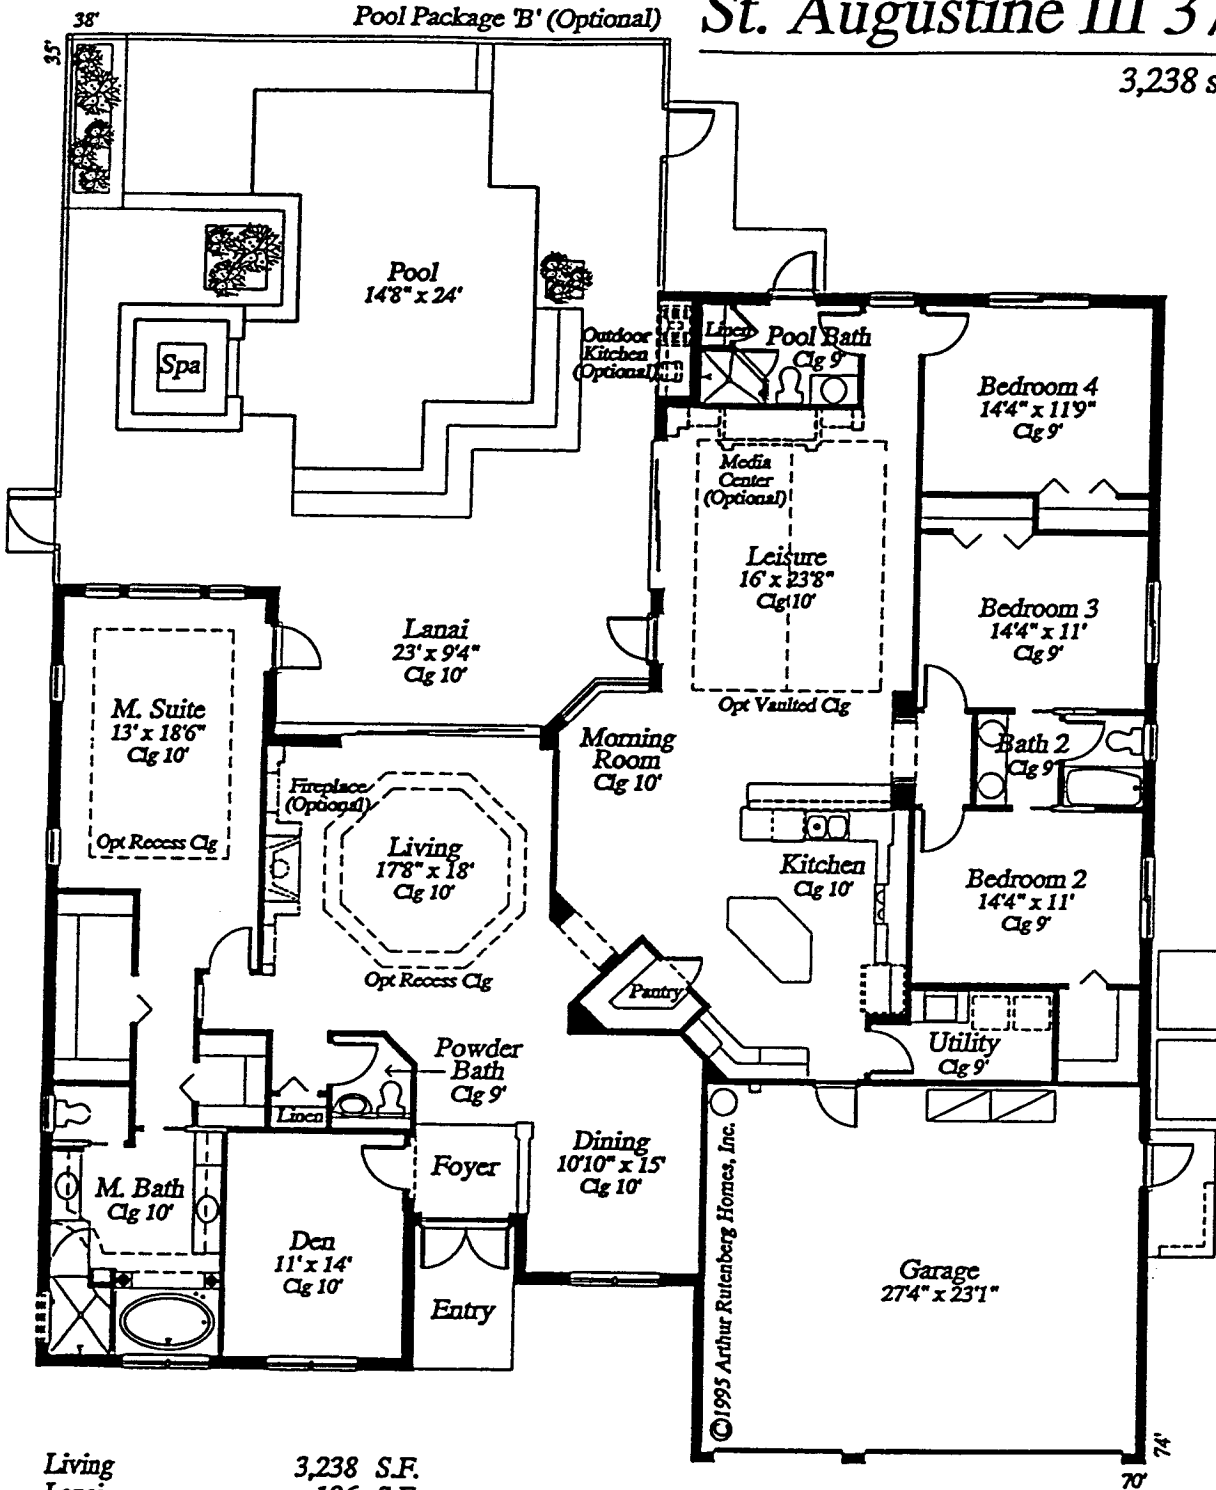 38'
35'
Pool Package 'B' (Optional)
St. Augustine III
3,238
Pool
14'8" x 24'
Spa
Outdoor
Kitchen
(Optional)
Linen
Pool Bath
Clg 9'
Bedroom 4
14'4" x 11'9"
Clg 9'
Media
Center
(Optional)
Leisure
16' x 23'8"
Clg 10'
Opt Vaulted Clg
Bedroom 3
14'4" x 11'
Clg 9'
Lanai
23' x 9'4"
Clg 10'
M. Suite
13' x 18'6"
Clg 10'
Opt Recess Clg
Morning
Room
Clg 10'
Bath 2
Clg 9'
Fireplace
(Optional)
Living
17'8" x 18'
Clg 10'
Opt Recess Clg
Kitchen
Clg 10'
Bedroom 2
14'4" x 11'
Clg 9'
Pantry
Utility
Clg 9'
Powder
Bath
Clg 9'
Linen
Foyer
Dining
10'10" x 15'
Clg 10'
M. Bath
Clg 10'
Den
11' x 14'
Clg 10'
Entry
Garage
27'4" x 23'1"
©1995 Arthur Rutenberg Homes, Inc.
74'
70'
Living 3,238 S.F.